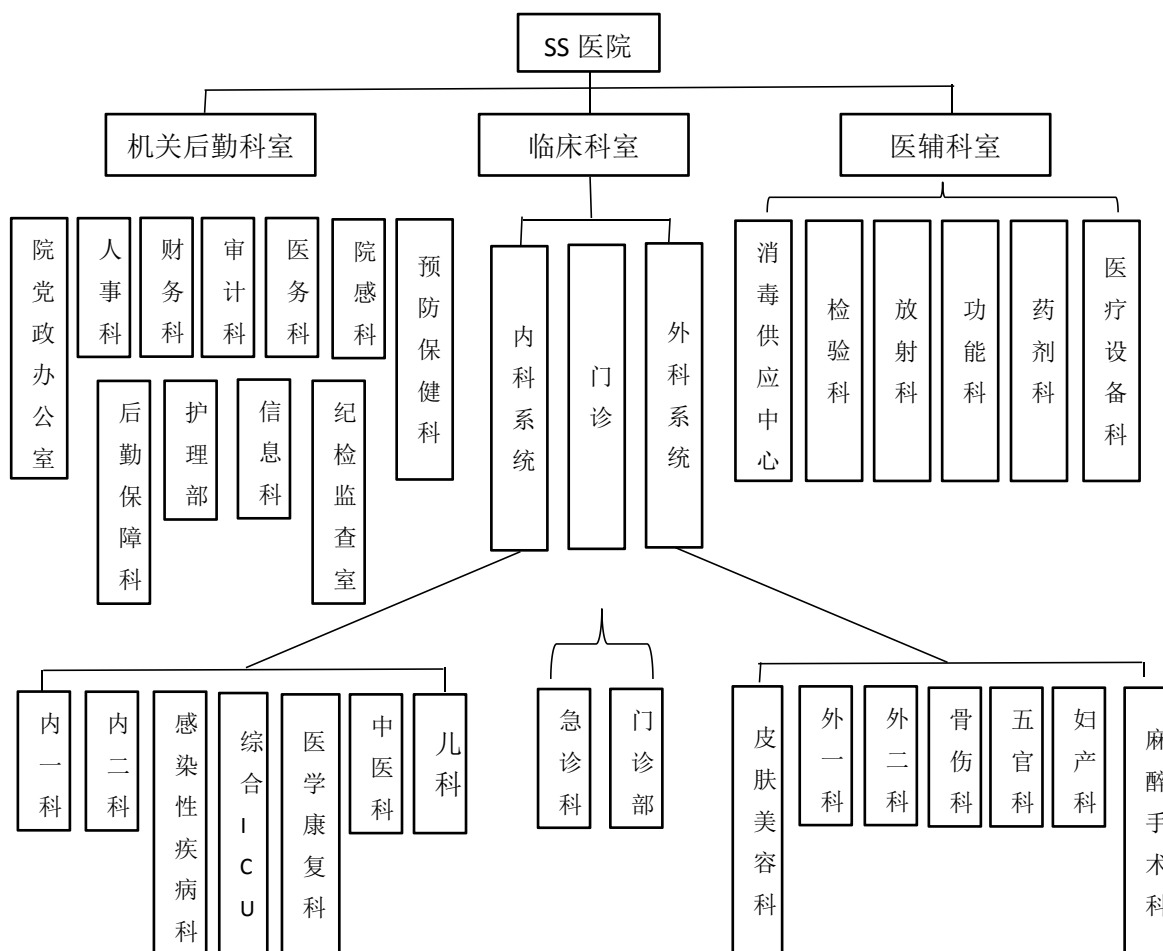 SS 医院
机关后勤科室
临床科室
医辅科室
院党政办公室
人事科
财务科
审计科
医务科
院感科
预防保健科
后勤保障科
护理部
信息科
纪检监查室
内科系统
门诊
外科系统
消毒供应中心
检验科
放射科
功能科
药剂科
医疗设备科
内一科
内二科
感染性疾病科
综合ICU
医学康复科
中医科
儿科
急诊科
门诊部
皮肤美容科
外一科
外二科
骨伤科
五官科
妇产科
麻醉手术科